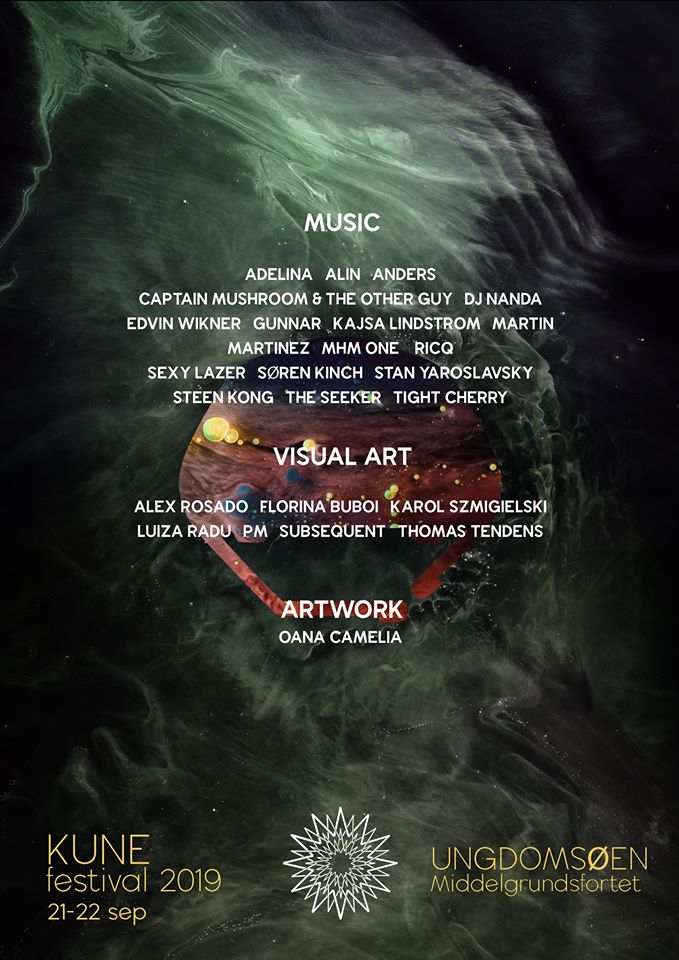 MUSIC
ADELINA ALIN ANDERS
CAPTAIN MUSHROOM & THE OTHER GUY DJ NANDA
EDVIN WIKNER GUNNAR KAJSA LINDSTROM MARTIN
MARTINEZ MHM ONE RICQ
SEXY LAZER SØREN KINCH STAN YAROSLAVSKY
STEEN KONG THE SEEKER TIGHT CHERRY
VISUAL ART
ALEX ROSADO FLORINA BUBOI KAROL SZMIGIELSKI
LUIZA RADU PM SUBSEQUENT THOMAS TENDENS
ARTWORK
OANA CAMELIA
KUNE
festival 2019
21-22 sep
UNGDOMSØEN
Middelgrundsfortet